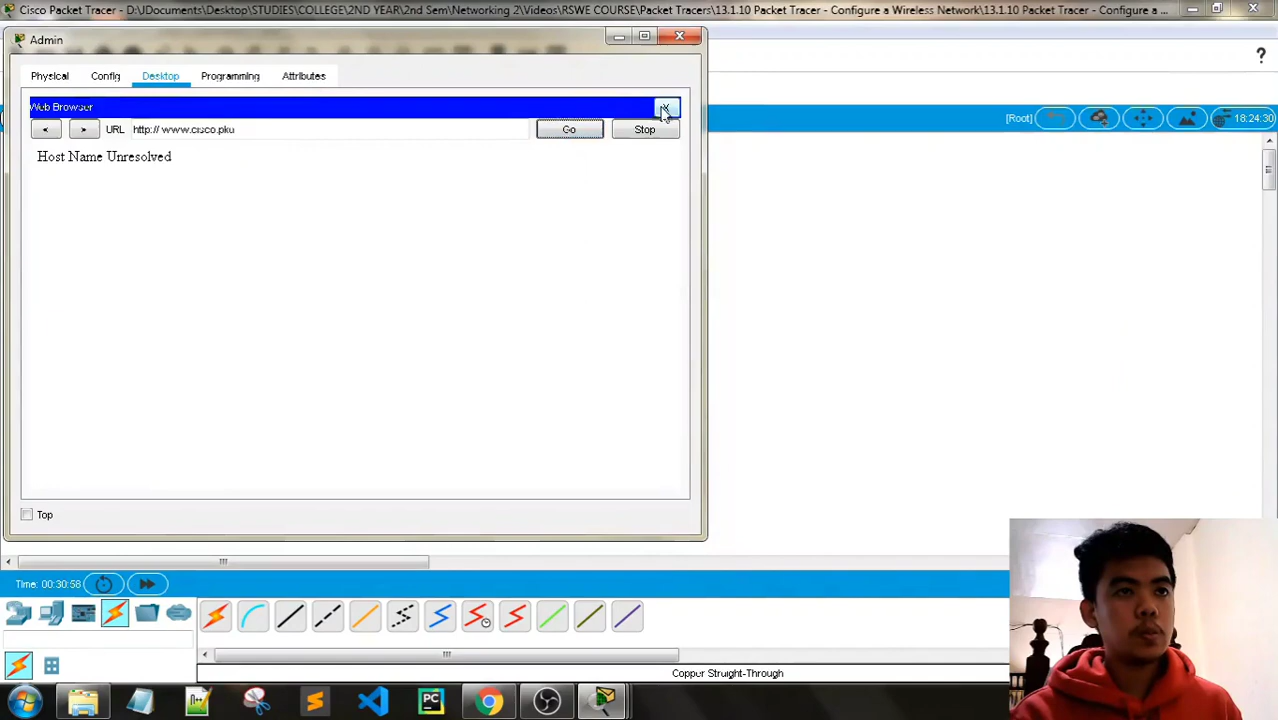 Cisco Packet Tracer - D:\JDocuments\Desktop\STUDIES\COLLEGE\2ND YEAR\2nd Sem\Networking 2\Videos\RSWE COURSE\Packet Tracers\13.1.10 Packet Tracer - Configure a Wireless Network\13.1.10 Packet Tracer - Configure a ...
Admin
Physical Config Desktop Programming Attributes
Web Browser X
[Root] 18:24:30
< > URL http:// www.cisco.pku Go Stop
Host Name Unresolved
Top
Time: 00:30:58
Copper Straight-Through
PC